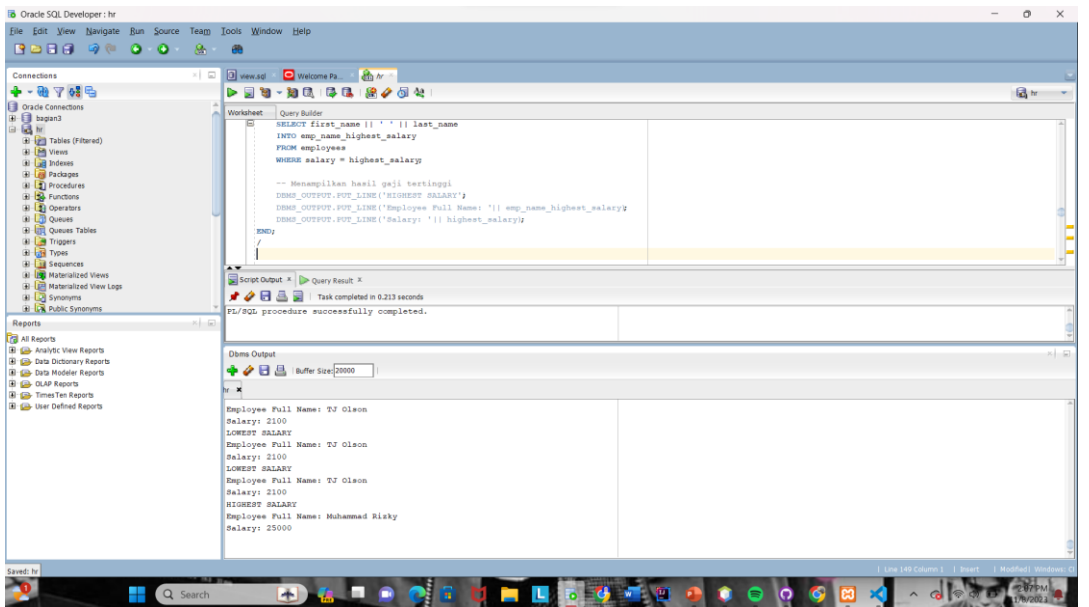 Oracle SQL Developer : hr
File Edit View Navigate Run Source Team Tools Window Help
Connections
Oracle Connections
bagian3
hr
Tables (Filtered)
Views
Indexes
Packages
Procedures
Functions
Operators
Queues
Queues Tables
Triggers
Types
Sequences
Materialized Views
Materialized View Logs
Synonyms
Public Synonyms
Reports
All Reports
Analytic View Reports
Data Dictionary Reports
Data Modeler Reports
OLAP Reports
TimesTen Reports
User Defined Reports
view.sql Welcome Pa... hr
hr
Worksheet Query Builder
SELECT first_name || ' ' || last_name
INTO emp_name_highest_salary
FROM employees
WHERE salary = highest_salary;
-- Menampilkan hasil gaji tertinggi
DBMS_OUTPUT.PUT_LINE('HIGHEST SALARY');
DBMS_OUTPUT.PUT_LINE('Employee Full Name: '|| emp_name_highest_salary);
DBMS_OUTPUT.PUT_LINE('Salary: '|| highest_salary);
END;
/
Script Output Query Result
Task completed in 0.213 seconds
PL/SQL procedure successfully completed.
Dbms Output
Buffer Size: 20000
hr
Employee Full Name: TJ Olson
Salary: 2100
LOWEST SALARY
Employee Full Name: TJ Olson
Salary: 2100
LOWEST SALARY
Employee Full Name: TJ Olson
Salary: 2100
HIGHEST SALARY
Employee Full Name: Muhammad Rizky
Salary: 25000
Saved: hr
Line 149 Column 1 | Insert | Modified | Windows: C
Search
PM